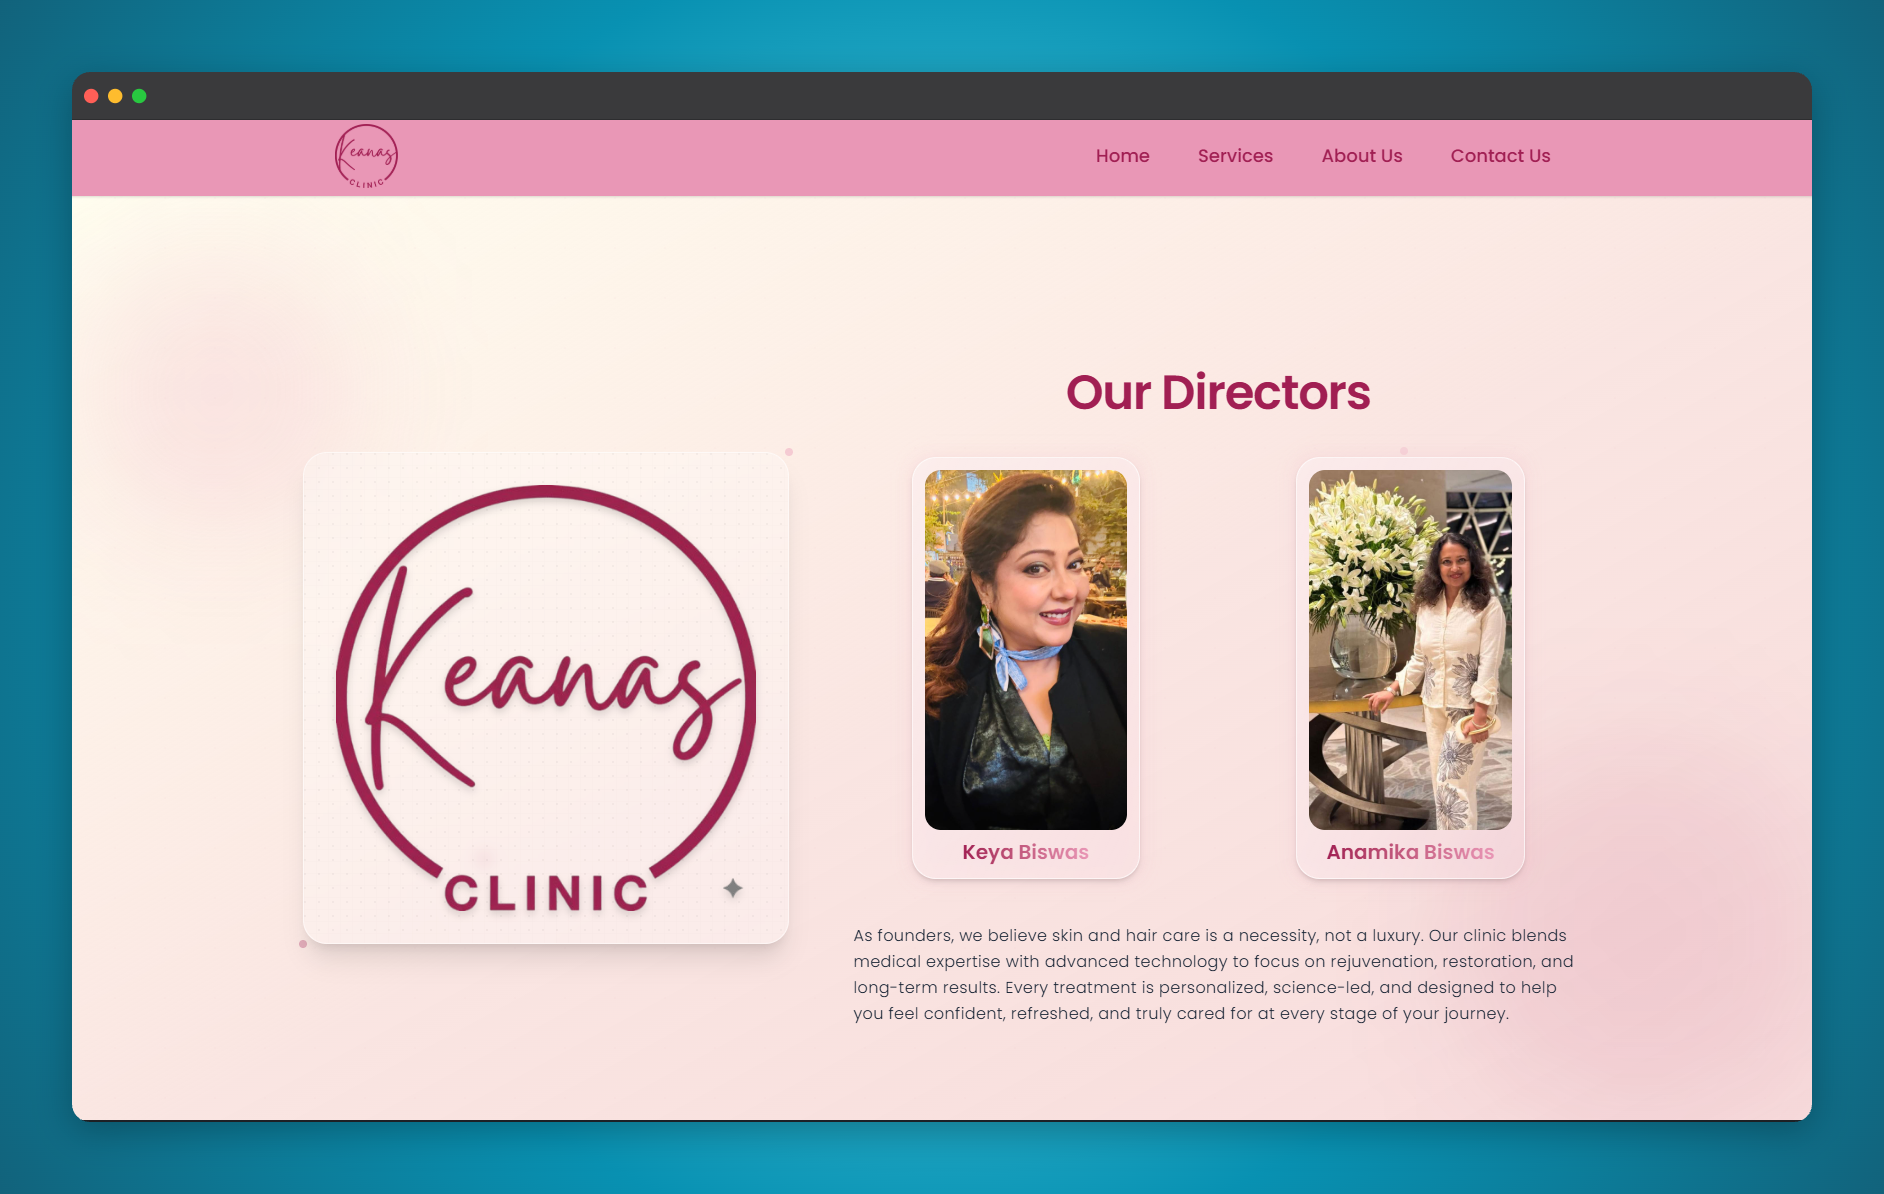 Keanas
CLINIC
Home
Services
About Us
Contact Us
Our Directors
Keanas
CLINIC
Keya Biswas
Anamika Biswas
As founders, we believe skin and hair care is a necessity, not a luxury. Our clinic blends
medical expertise with advanced technology to focus on rejuvenation, restoration, and
long-term results. Every treatment is personalized, science-led, and designed to help
you feel confident, refreshed, and truly cared for at every stage of your journey.